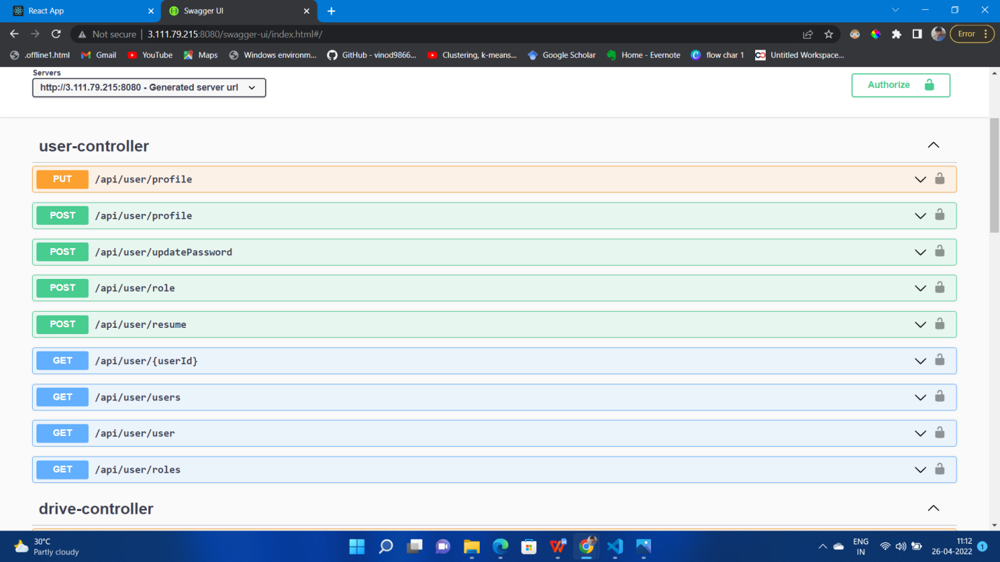 React App
Swagger UI
Not secure
3.111.79.215:8080/swagger-ui/index.html#/
Error
.offline1.html
Gmail
YouTube
Maps
Windows environm...
GitHub - vinod9866...
Clustering, k-means...
Google Scholar
Home - Evernote
flow char 1
Untitled Workspace...
Servers
http://3.111.79.215:8080 - Generated server url
Authorize
user-controller
PUT /api/user/profile
POST /api/user/profile
POST /api/user/updatePassword
POST /api/user/role
POST /api/user/resume
GET /api/user/{userId}
GET /api/user/users
GET /api/user/user
GET /api/user/roles
drive-controller
30°C
Partly cloudy
ENG
IN
11:12
26-04-2022
1